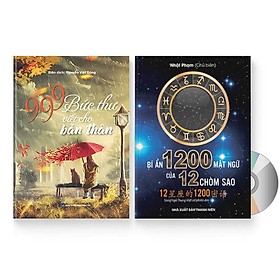 Biên dịch: Nguyễn Việt Dũng
999 Bức thư
viết cho
bản thân
Nhật Phạm (Chủ biên)
BÍ ẨN 1200 MẬT NGỮ
CỦA 12 CHÒM SAO
12星座的1200密语
NHÀ XUẤT BẢN THANH NIÊN